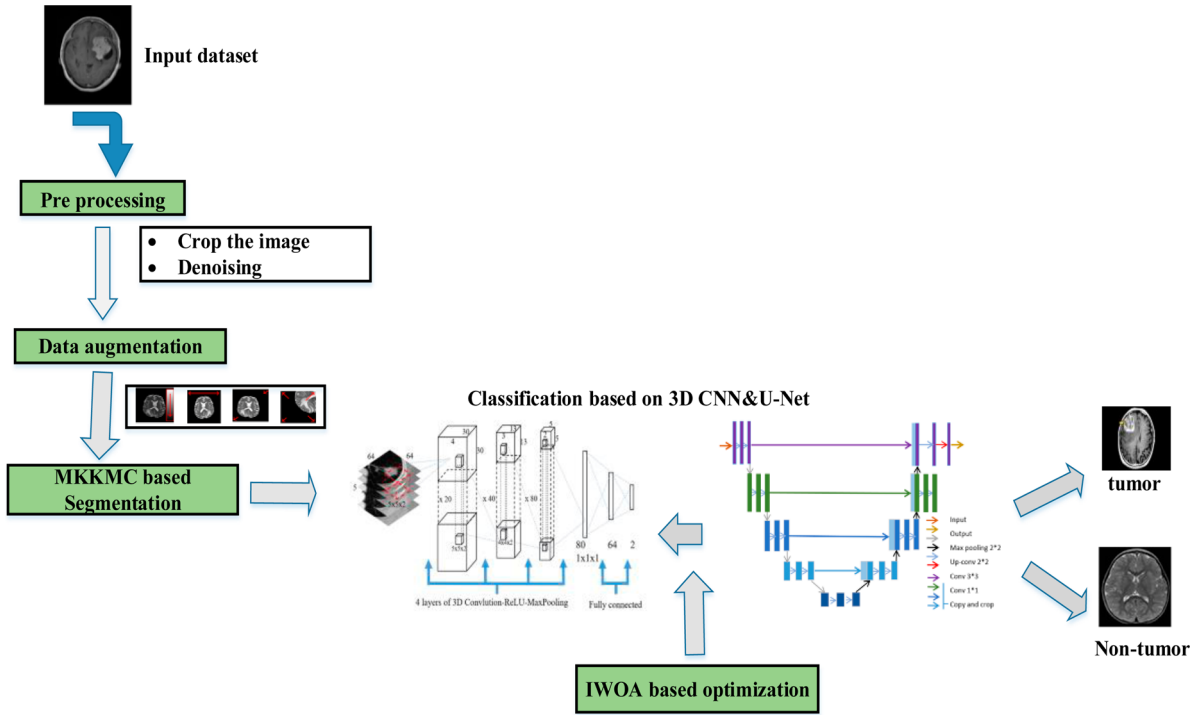 Input dataset
Pre processing
• Crop the image
• Denoising
Data augmentation
MKKMC based
Segmentation
Classification based on 3D CNN&U-Net
64
64
5
5x5x2
30
4
30
x 20
5x5x2
3
13
x 40
4x4x2
5
5
x 80
80
1x1x1
64
2
4 layers of 3D Convlution-ReLU-MaxPooling
Fully connected
Input
Output
Max pooling 2*2
Up-conv 2*2
Conv 3*3
Conv 1*1
Copy and crop
tumor
Non-tumor
IWOA based optimization